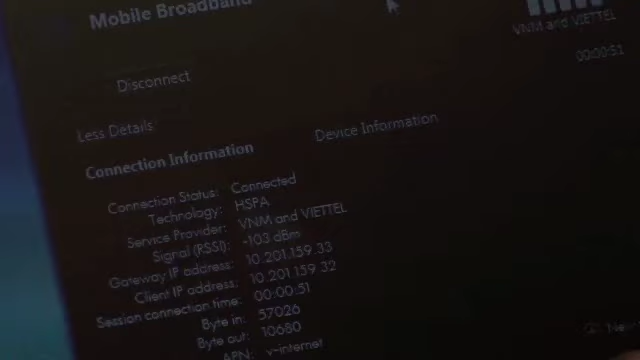 Mobile Broadband
VNM and VIETTEL
00:00:51
Disconnect
Less Details
Connection Information
Device Information
Connection Status: Connected
Technology: HSPA
Service Provider: VNM and VIETTEL
Signal (RSSI): -103 dBm
Gateway IP address: 10.201.159.33
Client IP address: 10.201.159.32
Session connection time: 00:00:51
Byte in: 57026
Byte out: 10680
APN: v-internet